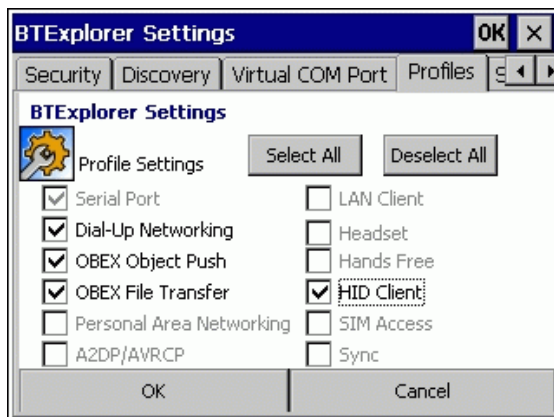 BTExplorer Settings OK ×
Security Discovery Virtual COM Port Profiles
BTExplorer Settings
Profile Settings Select All Deselect All
Serial Port LAN Client
Dial-Up Networking Headset
OBEX Object Push Hands Free
OBEX File Transfer HID Client
Personal Area Networking SIM Access
A2DP/AVRCP Sync
OK Cancel